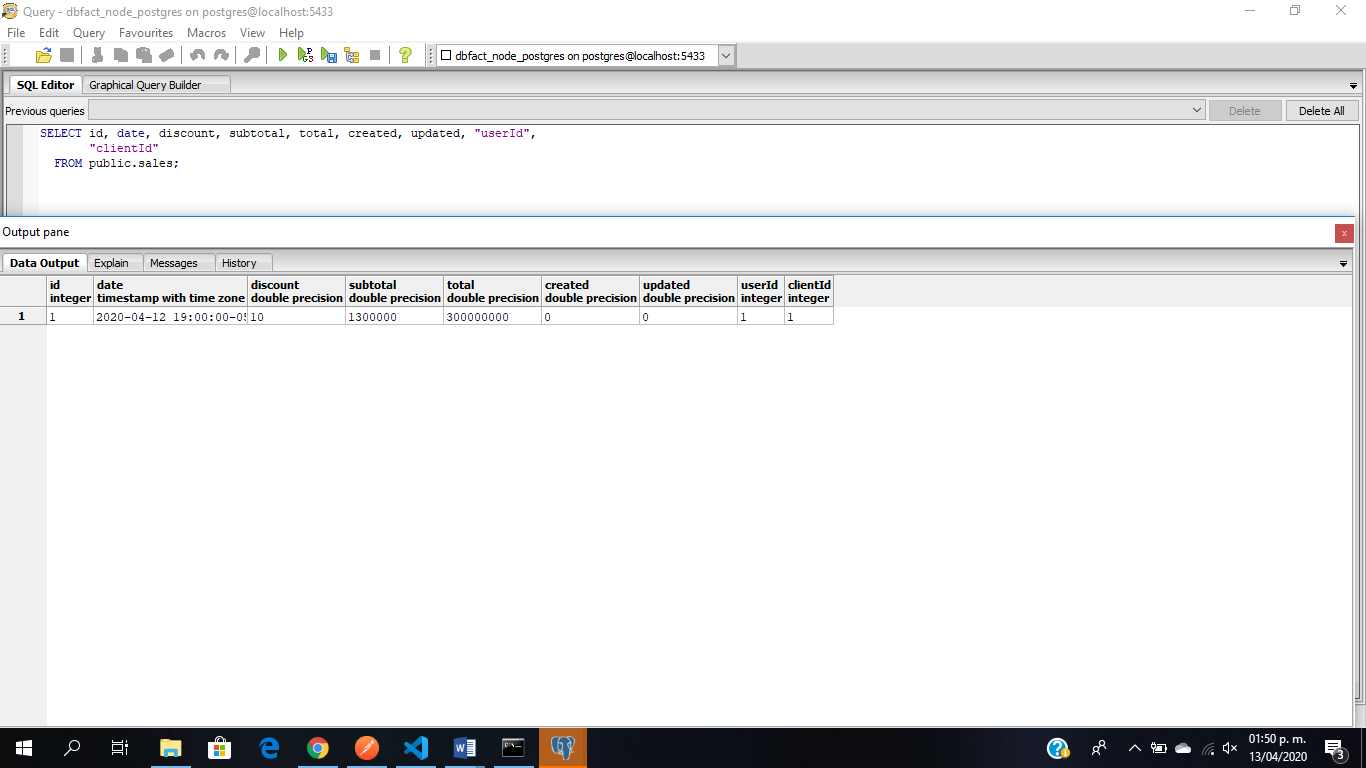 Query - dbfact_node_postgres on postgres@localhost:5433
File Edit Query Favourites Macros View Help
dbfact_node_postgres on postgres@localhost:5433
SQL Editor Graphical Query Builder
Previous queries Delete Delete All
SELECT id, date, discount, subtotal, total, created, updated, "userId",
"clientId"
FROM public.sales;
Output pane
x
Data Output Explain Messages History
id date discount subtotal total created updated userId clientId
integer timestamp with time zone double precision double precision double precision double precision double precision integer integer
1 1 2020-04-12 19:00:00-05 10 1300000 300000000 0 0 1 1
01:50 p. m.
13/04/2020
3